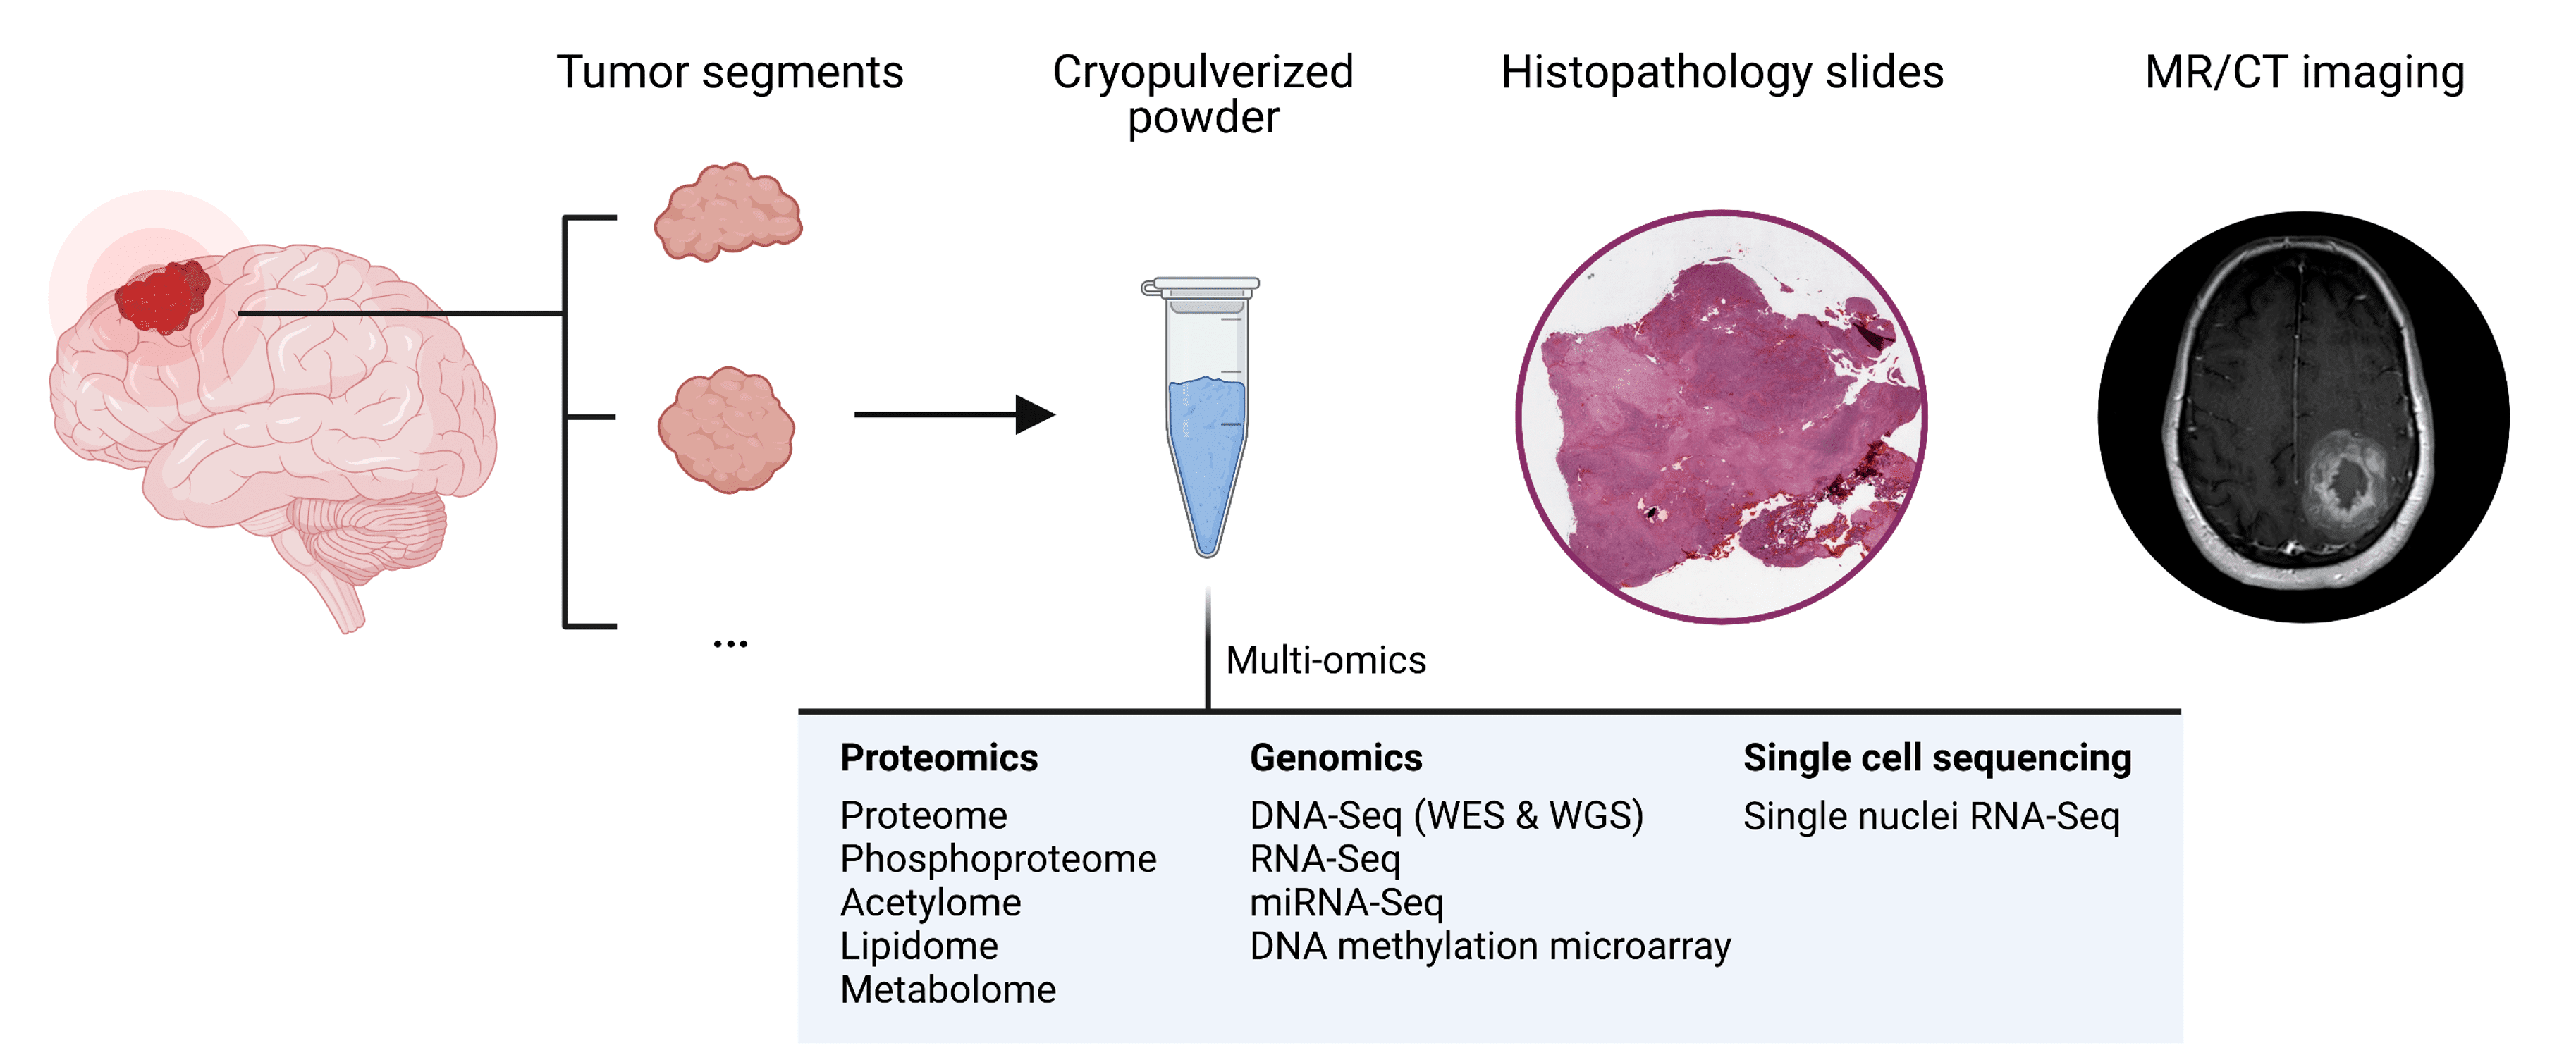 Tumor segments
Cryopulverized
powder
Histopathology slides
MR/CT imaging
...
Multi-omics
Proteomics
Proteome
Phosphoproteome
Acetylome
Lipidome
Metabolome
Genomics
DNA-Seq (WES & WGS)
RNA-Seq
miRNA-Seq
DNA methylation microarray
Single cell sequencing
Single nuclei RNA-Seq